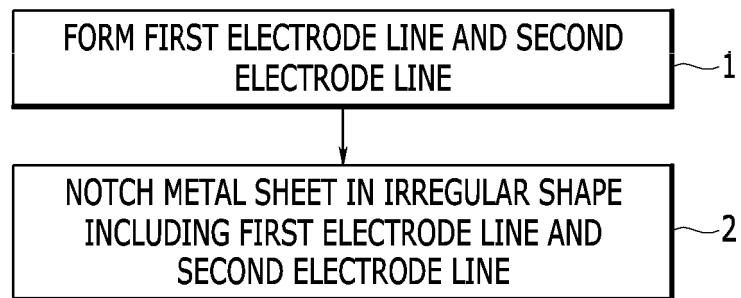 FORM FIRST ELECTRODE LINE AND SECOND
ELECTRODE LINE
1
NOTCH METAL SHEET IN IRREGULAR SHAPE
INCLUDING FIRST ELECTRODE LINE AND
SECOND ELECTRODE LINE
2